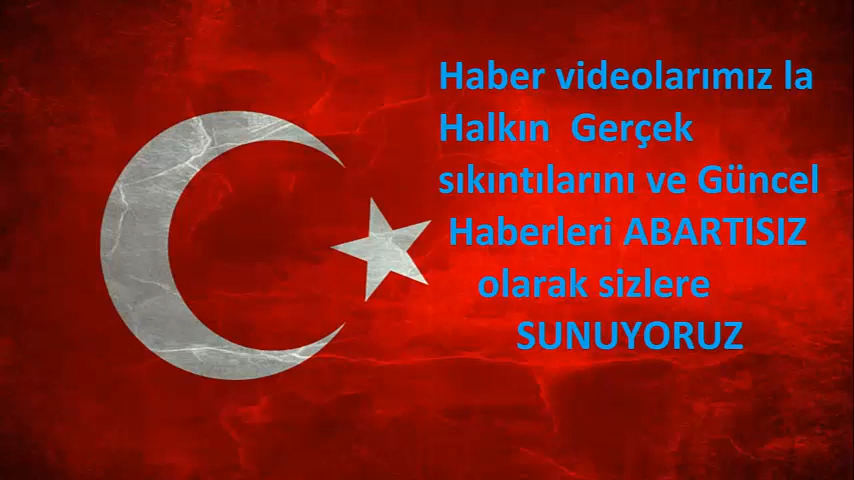 Haber videolarımız la
Halkın Gerçek
sıkıntılarını ve Güncel
Haberleri ABARTISIZ
olarak sizlere
SUNUYORUZ